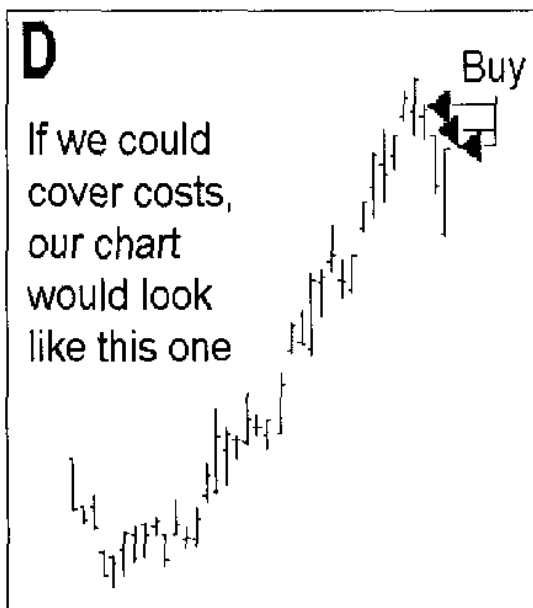 D
Buy
If we could
cover costs,
our chart
would look
like this one